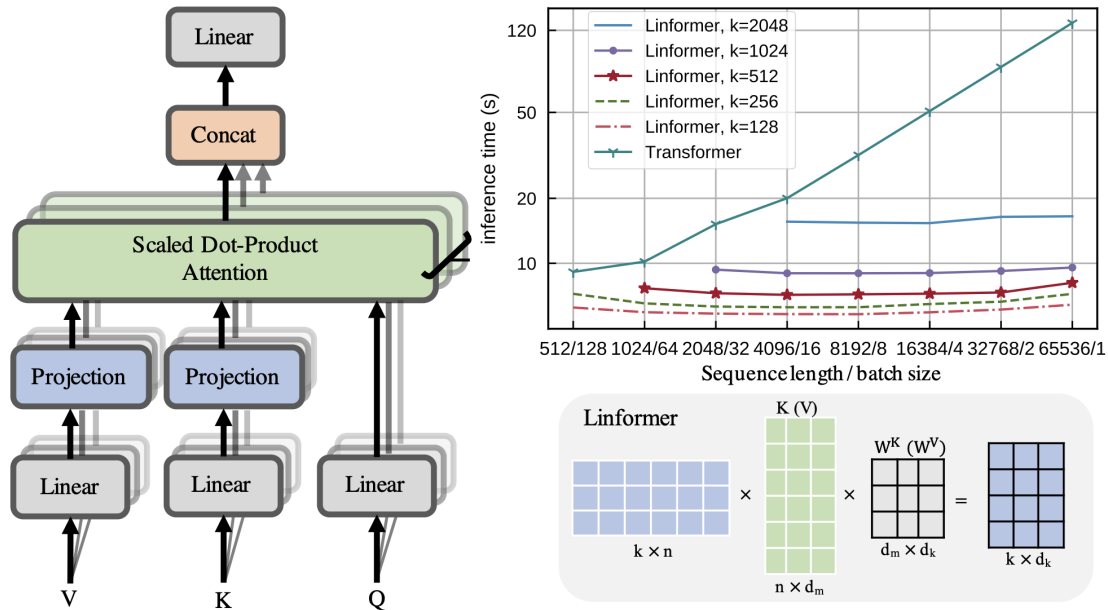 Linear
Concat
Scaled Dot-Product
Attention
Projection
Projection
Linear
Linear
Linear
V
K
Q
inference time (s)
120
50
20
10
Linformer, k=2048
Linformer, k=1024
Linformer, k=512
Linformer, k=256
Linformer, k=128
Transformer
512/128 1024/64 2048/32 4096/16 8192/8 16384/4 32768/2 65536/1
Sequence length / batch size
Linformer
K (V)
W^K (W^V)
×
×
=
k × n
n × d_m
d_m × d_k
k × d_k